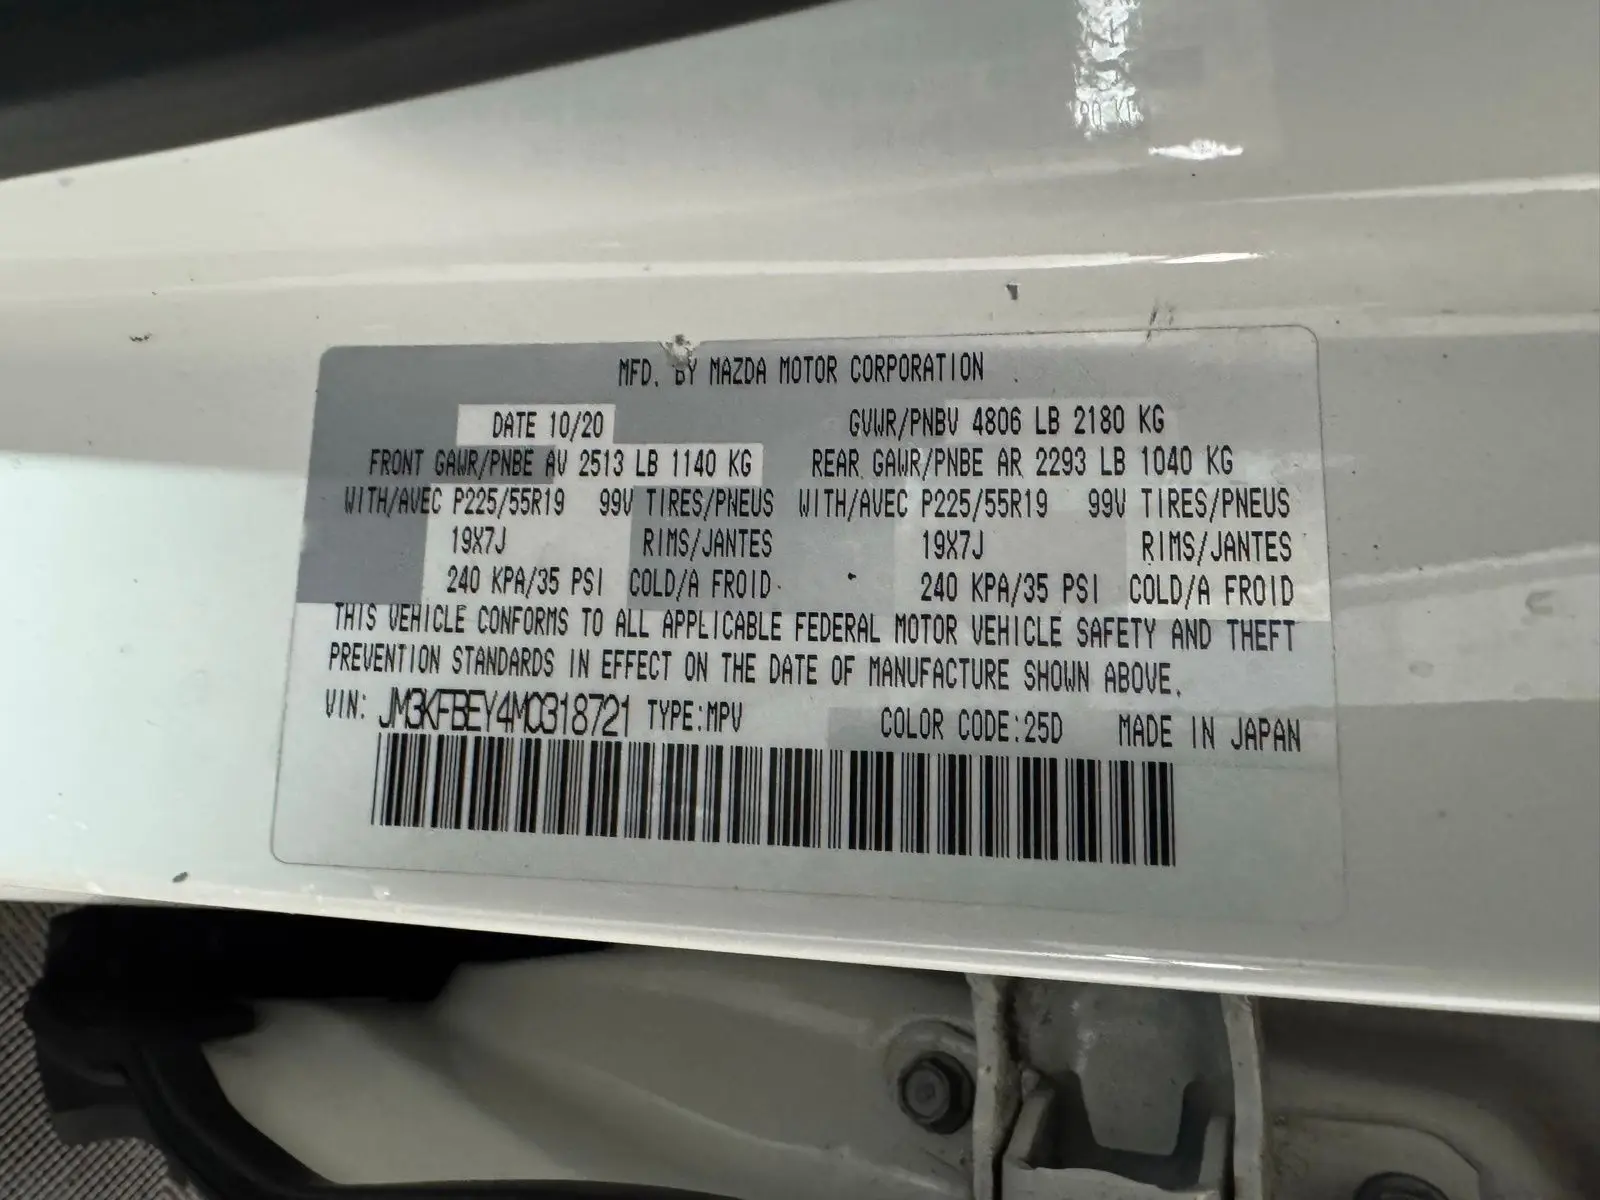 MFD. BY MAZDA MOTOR CORPORATION
DATE 10/20 GVWR/PNBV 4806 LB 2180 KG
FRONT GAWR/PNBE AV 2513 LB 1140 KG REAR GAWR/PNBE AR 2293 LB 1040 KG
WITH/AVEC P225/55R19 99V TIRES/PNEUS WITH/AVEC P225/55R19 99V TIRES/PNEUS
19X7J RIMS/JANTES 19X7J RIMS/JANTES
240 KPA/35 PSI COLD/A FROID 240 KPA/35 PSI COLD/A FROID
THIS VEHICLE CONFORMS TO ALL APPLICABLE FEDERAL MOTOR VEHICLE SAFETY AND THEFT
PREVENTION STANDARDS IN EFFECT ON THE DATE OF MANUFACTURE SHOWN ABOVE.
VIN: JM3KFBEY4M0318721 TYPE:MPV COLOR CODE:25D MADE IN JAPAN